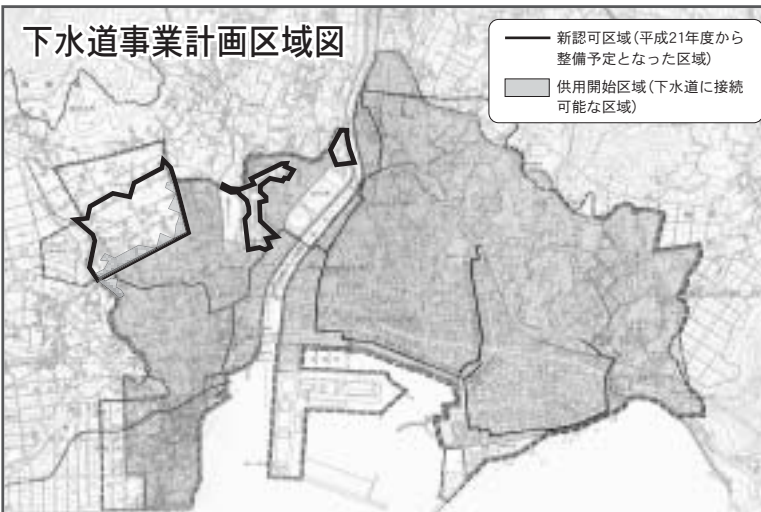 下水道事業計画区域図
新認可区域(平成21年度から
整備予定となった区域)
供用開始区域(下水道に接続
可能な区域)